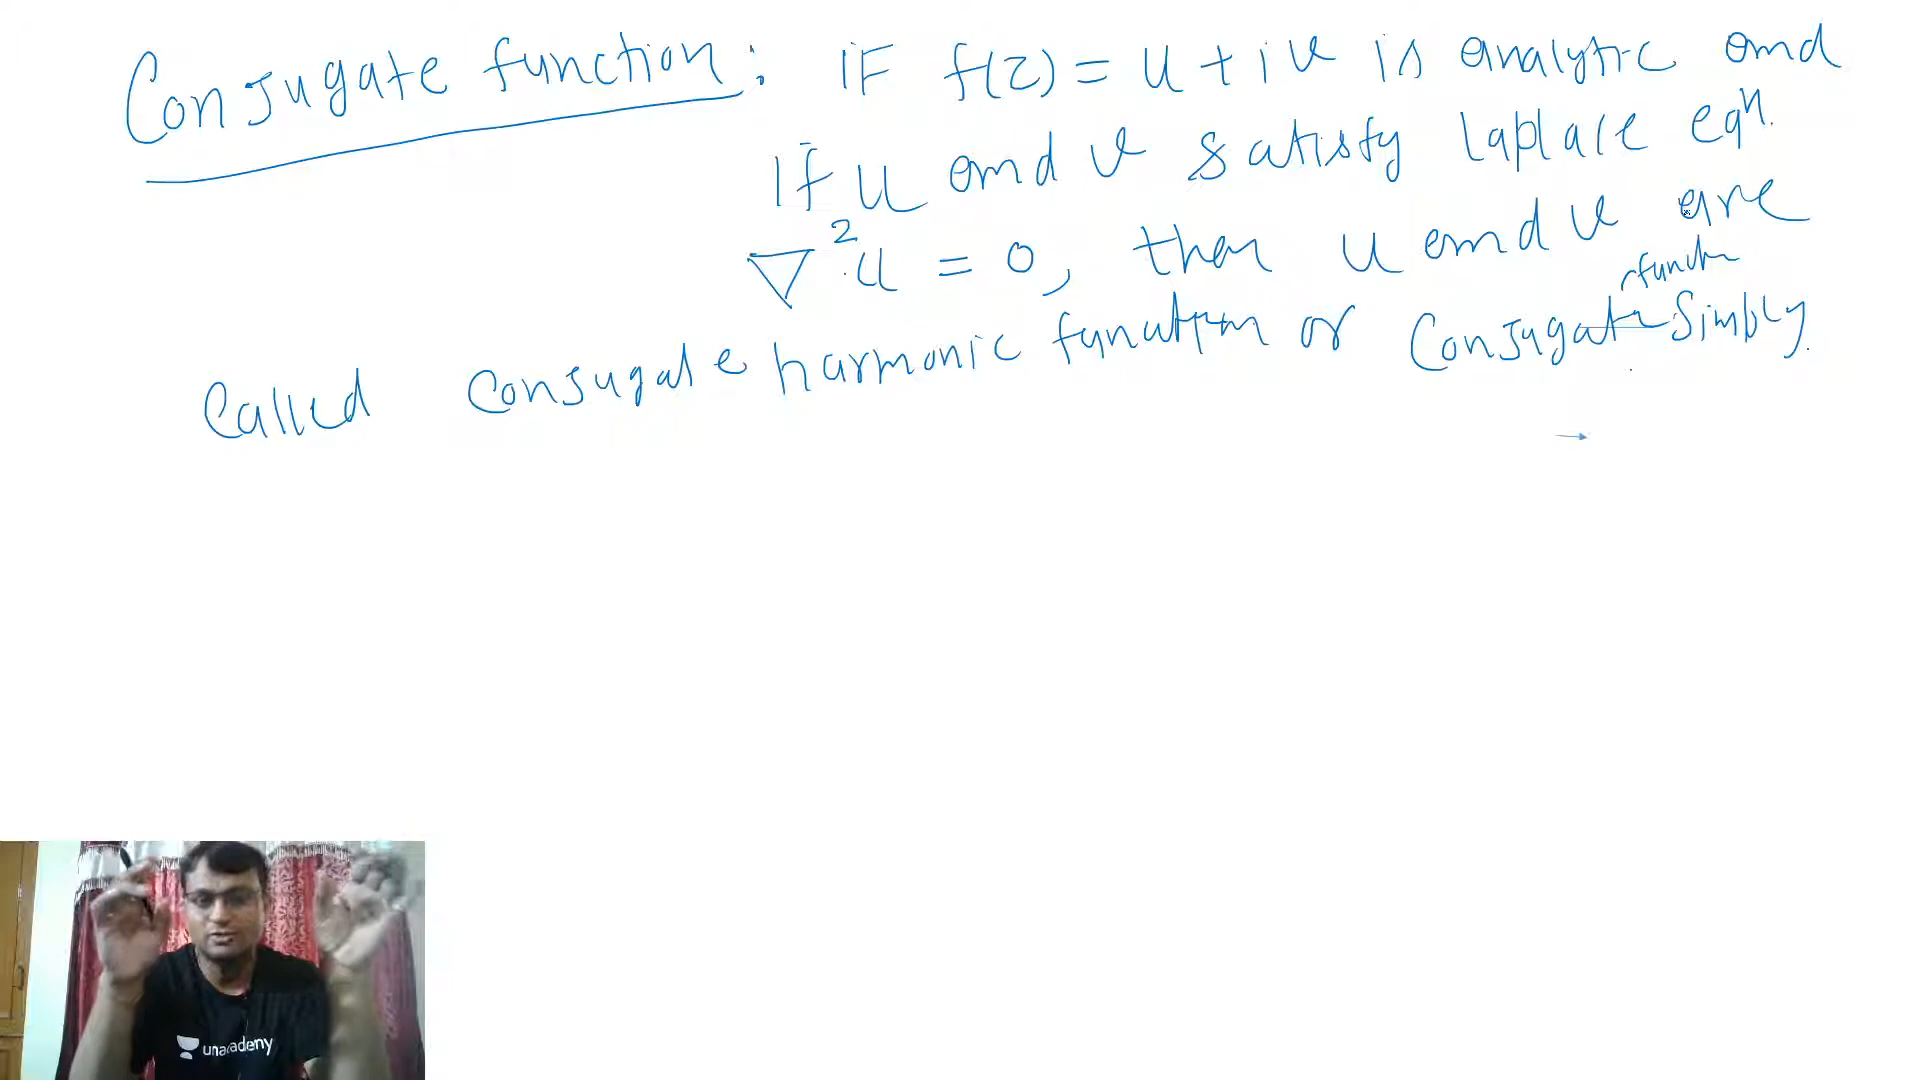 Conjugate function: If f(z) = u + iv is analytic and
If u and v satisfy Laplace eqn.
∇²u = 0, then u and v are
Called Conjugate harmonic function or Conjugate function Simply.
unacademy